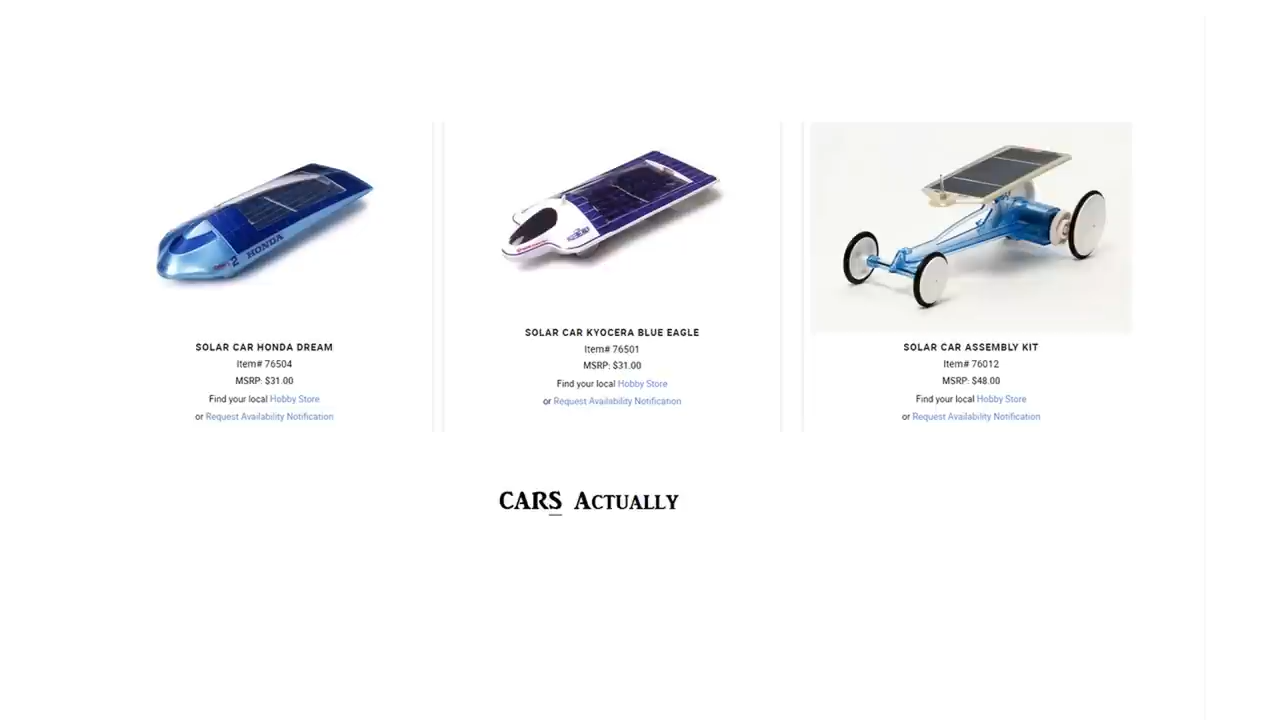 HONDA
2
SOLAR CAR HONDA DREAM
Item# 76504
MSRP: $31.00
Find your local Hobby Store
or Request Availability Notification
SOLAR CAR KYOCERA BLUE EAGLE
Item# 76501
MSRP: $31.00
Find your local Hobby Store
or Request Availability Notification
SOLAR CAR ASSEMBLY KIT
Item# 76012
MSRP: $48.00
Find your local Hobby Store
or Request Availability Notification
CARS Actually